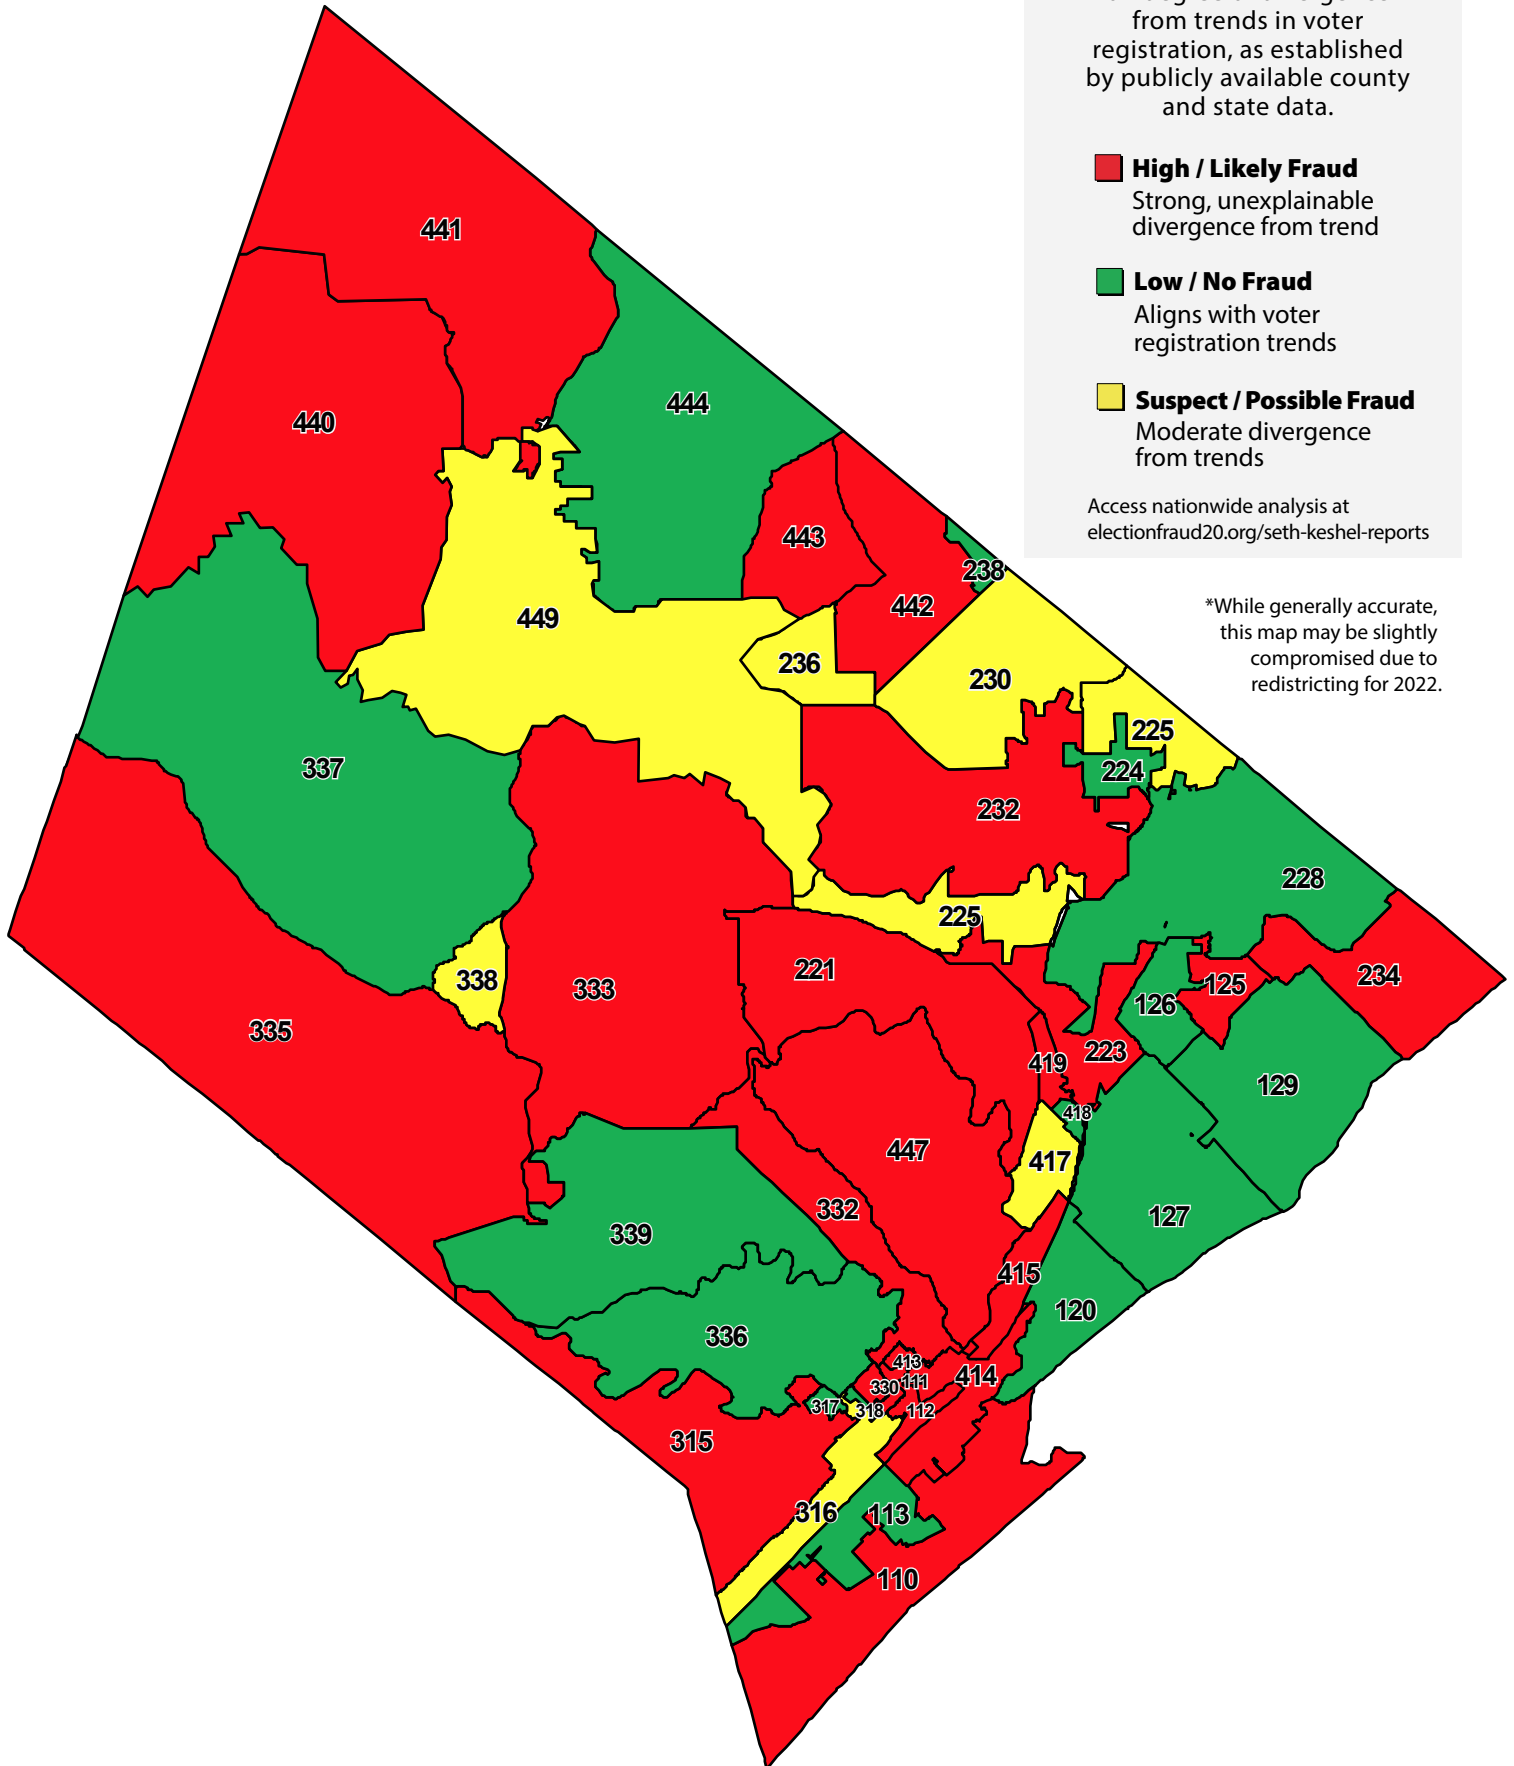 from trends in voter
registration, as established
by publicly available county
and state data.
High / Likely Fraud
Strong, unexplainable
divergence from trend
Low / No Fraud
Aligns with voter
registration trends
Suspect / Possible Fraud
Moderate divergence
from trends
Access nationwide analysis at
electionfraud20.org/seth-keshel-reports
*While generally accurate,
this map may be slightly
compromised due to
redistricting for 2022.
441
444
440
443
238
442
449
236
230
225
337
224
232
228
225
338
333
221
234
125
126
335
419
223
129
418
447
417
332
127
339
415
120
336
413
414
330
111
317
318
112
315
316
113
110